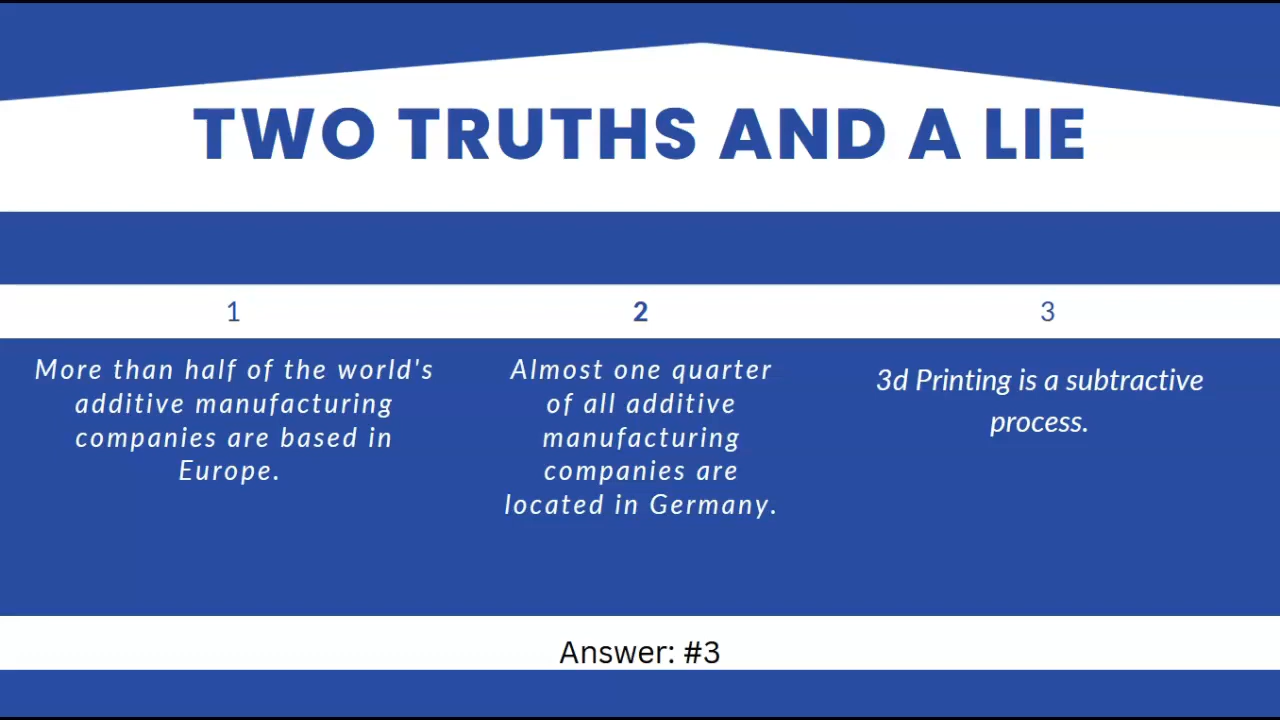 TWO TRUTHS AND A LIE
1
More than half of the world's
additive manufacturing
companies are based in
Europe.
2
Almost one quarter
of all additive
manufacturing
companies are
located in Germany.
3
3d Printing is a subtractive
process.
Answer: #3